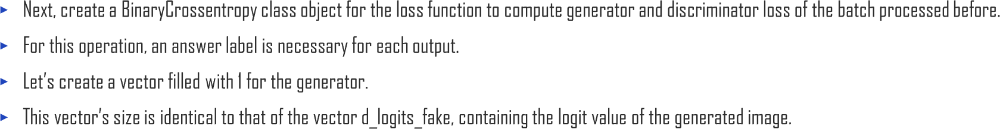 ► Next, create a BinaryCrossentropy class object for the loss function to compute generator and discriminator loss of the batch processed before.
► For this operation, an answer label is necessary for each output.
► Let's create a vector filled with 1 for the generator.
► This vector's size is identical to that of the vector d_logits_fake, containing the logit value of the generated image.